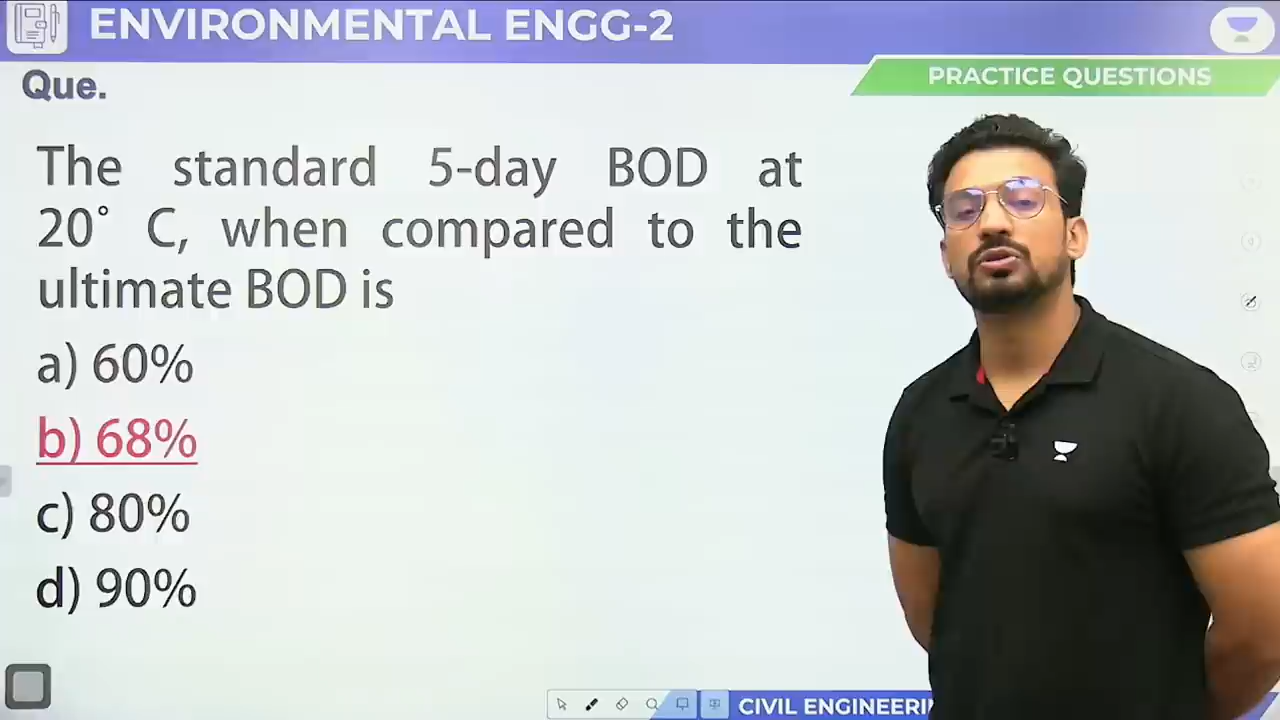 ENVIRONMENTAL ENGG-2
PRACTICE QUESTIONS
Que.
The standard 5-day BOD at
20° C, when compared to the
ultimate BOD is
a) 60%
b) 68%
c) 80%
d) 90%
CIVIL ENGINEERI